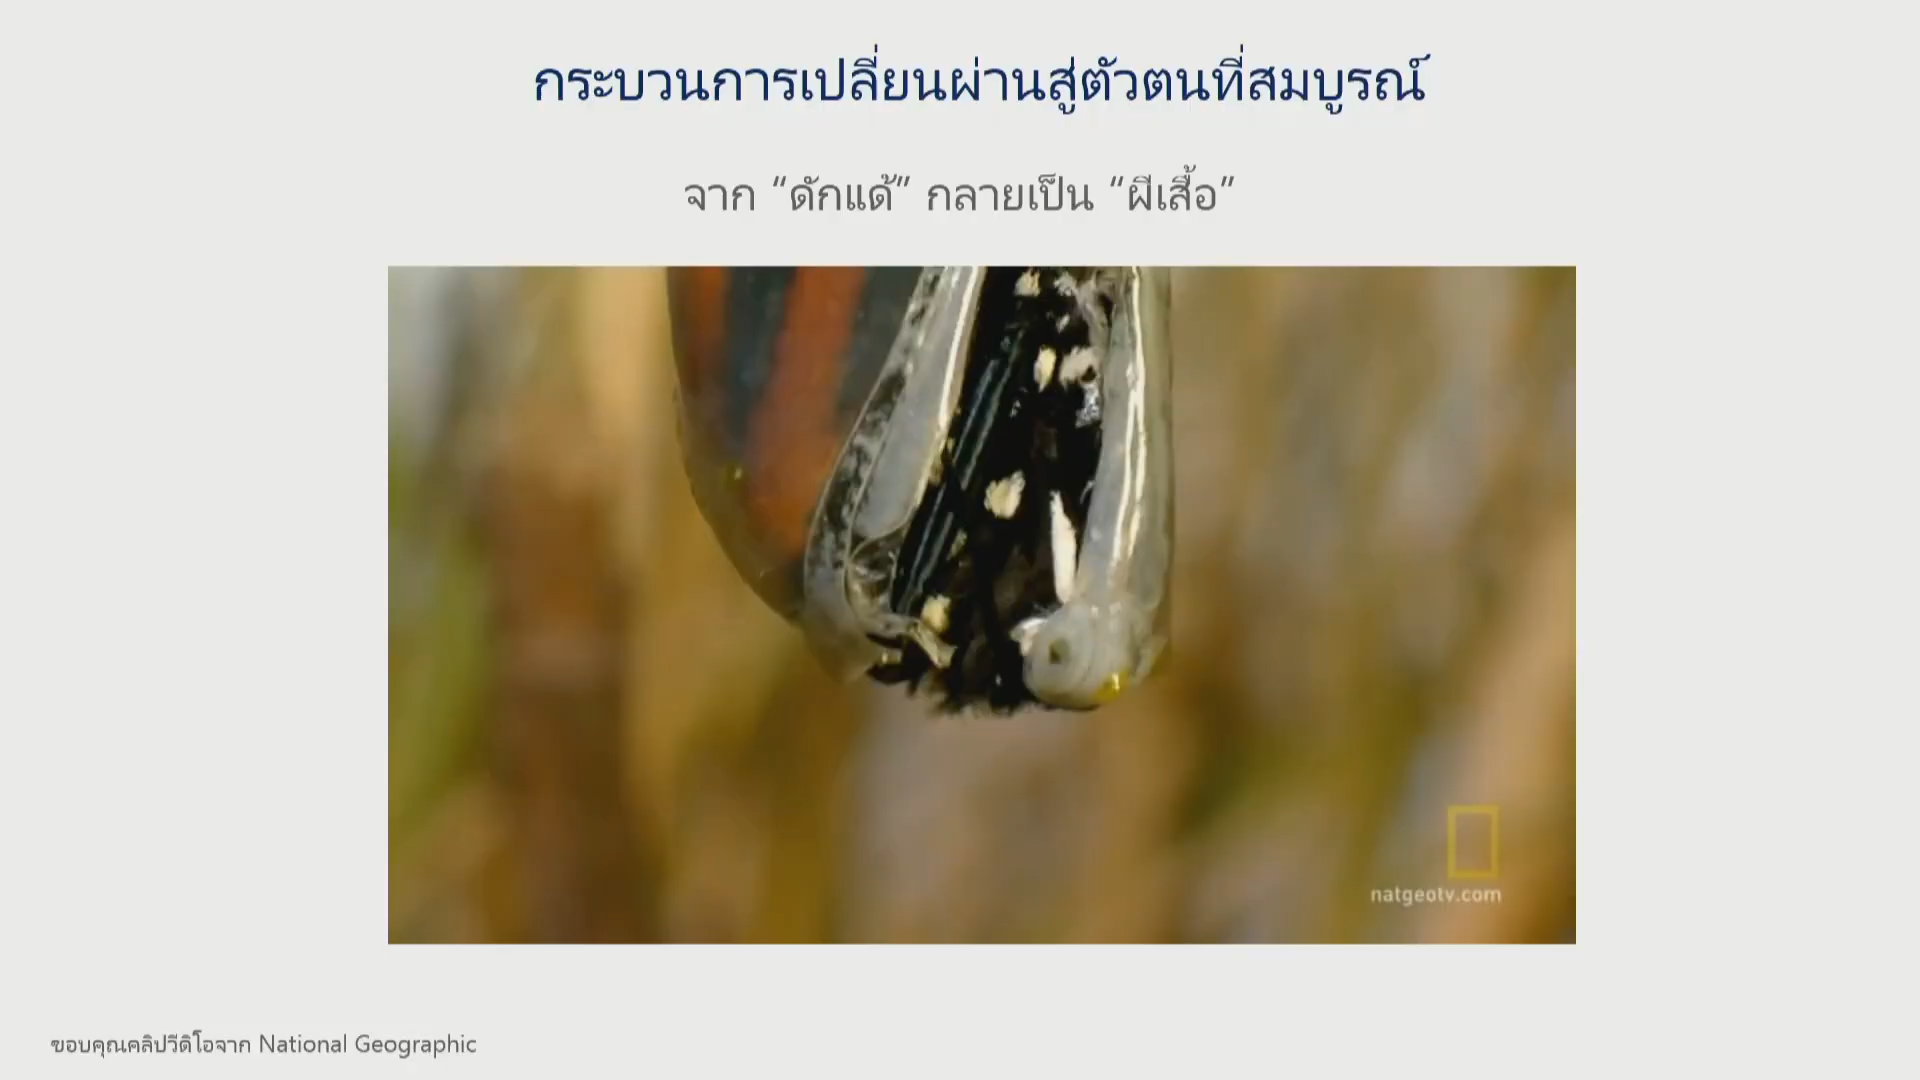 กระบวนการเปลี่ยนผ่านสู่ตัวตนที่สมบูรณ์
จาก “ดักแด้” กลายเป็น “ผีเสื้อ”
natgeotv.com
ขอบคุณคลิปวีดิโอจาก National Geographic